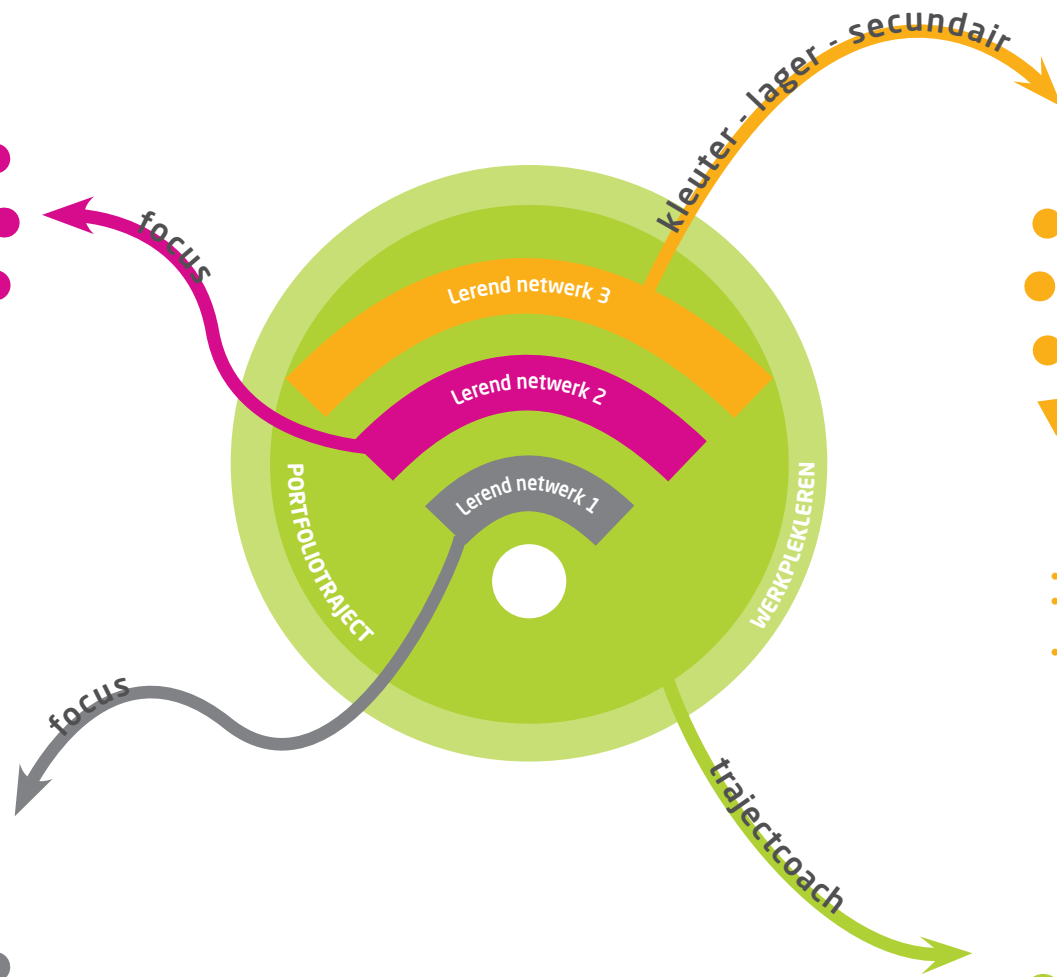 kleuter - lager - secundair
focus
Lerend netwerk 3
Lerend netwerk 2
Lerend netwerk 1
PORTFOLIOTRAJECT
WERKPLEKLEREN
focus
trajectcoach